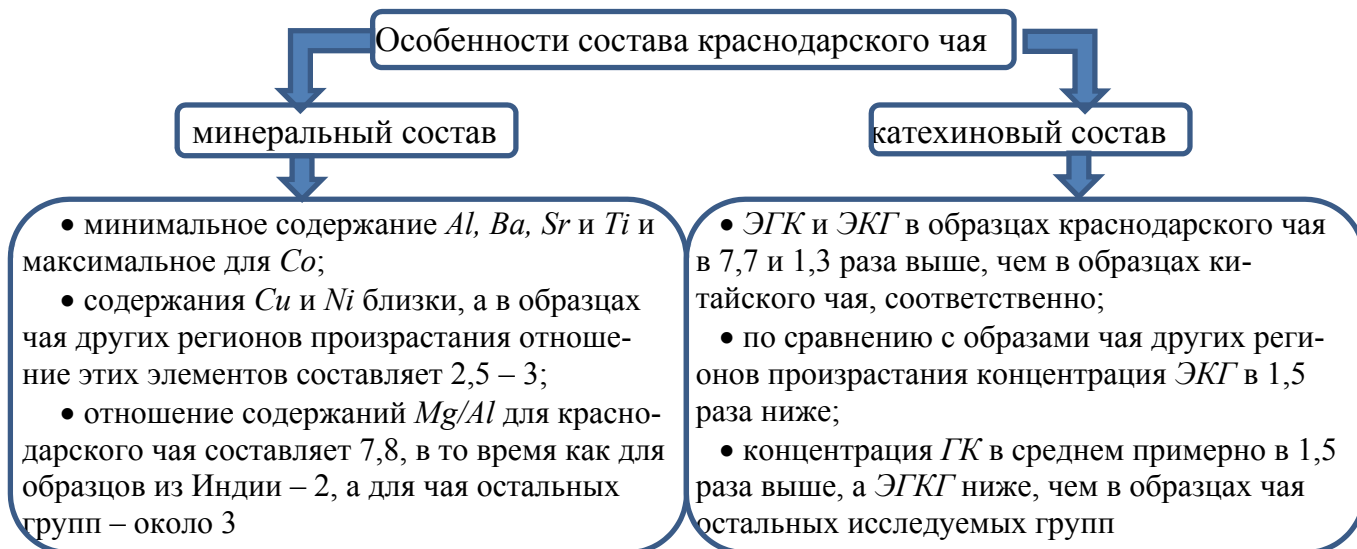 Особенности состава краснодарского чая
минеральный состав
катехиновый состав
• минимальное содержание Al, Ba, Sr и Ti и
максимальное для Co;
• содержания Cu и Ni близки, а в образцах
чая других регионов произрастания отноше-
ние этих элементов составляет 2,5 – 3;
• отношение содержаний Mg/Al для красно-
дарского чая составляет 7,8, в то время как для
образцов из Индии – 2, а для чая остальных
групп – около 3
• ЭГК и ЭКГ в образцах краснодарского чая
в 7,7 и 1,3 раза выше, чем в образцах ки-
тайского чая, соответственно;
• по сравнению с образами чая других реги-
онов произрастания концентрация ЭКГ в 1,5
раза ниже;
• концентрация ГК в среднем примерно в 1,5
раза выше, а ЭГКГ ниже, чем в образцах чая
остальных исследуемых групп